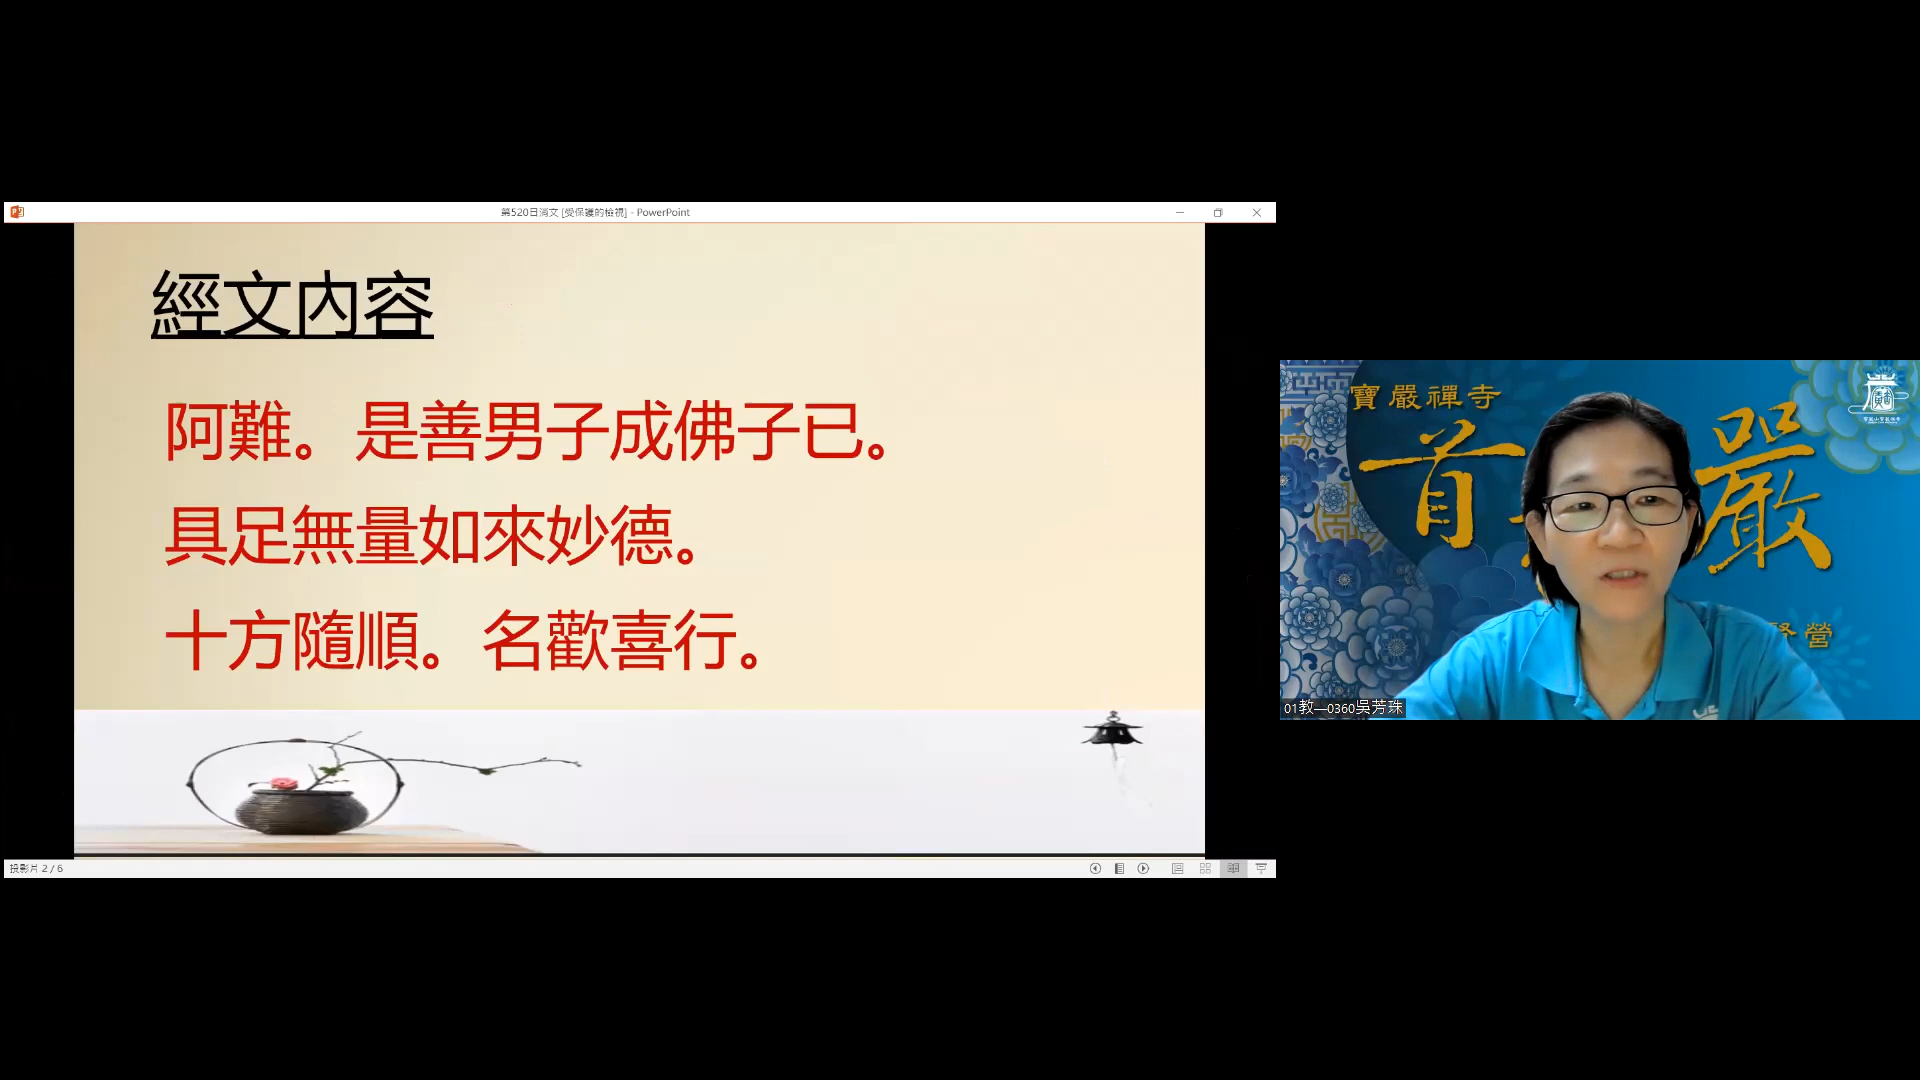 第520日消文 [受保護的檢視] - PowerPoint
經文內容
阿難。是善男子成佛子已。
具足無量如來妙德。
十方隨順。名歡喜行。
投影片 2 / 6
寶嚴禪寺
首
嚴
營
01教—0360吳芳珠